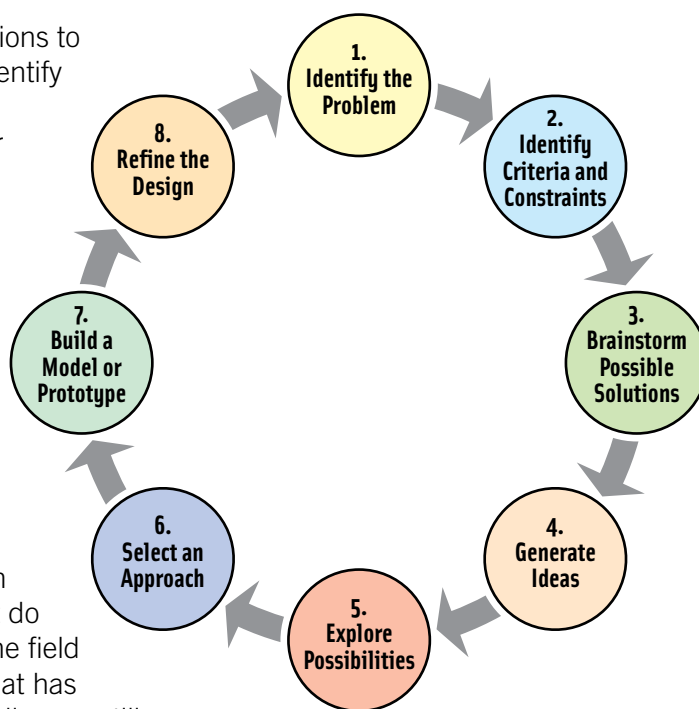 ions to
entify
1.
Identify the
Problem
2.
Identify
Criteria and
Constraints
3.
Brainstorm
Possible
Solutions
4.
Generate
Ideas
5.
Explore
Possibilities
6.
Select an
Approach
7.
Build a
Model or
Prototype
8.
Refine the
Design
do
ne field
at has